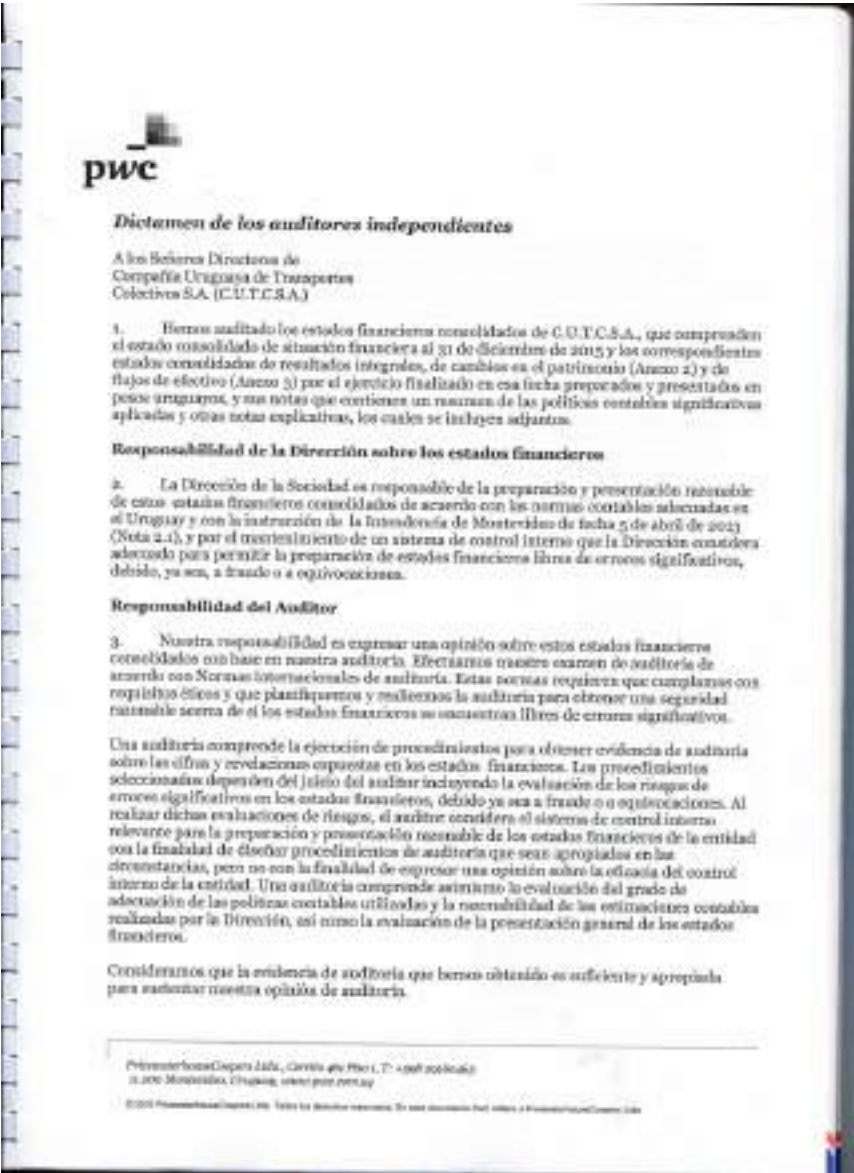 pwc
Dictamen de los auditores independientes
A los Señores Directores de
Compañía Uruguaya de Transportes
Colectivos S.A. (C.U.T.C.S.A.)
1. Hemos auditado los estados financieros consolidados de C.U.T.C.S.A., que comprenden
el estado consolidado de situación financiera al 31 de diciembre de 2015 y los correspondientes
estados consolidados de resultados integrales, de cambios en el patrimonio (Anexo 2) y de
flujos de efectivo (Anexo 3) por el ejercicio finalizado en esa fecha preparados y presentados en
pesos uruguayos, y sus notas que contienen un resumen de las políticas contables significativas
aplicadas y otras notas explicativas, los cuales se incluyen adjuntos.
Responsabilidad de la Dirección sobre los estados financieros
2. La Dirección de la Sociedad es responsable de la preparación y presentación razonable
de estos estados financieros consolidados de acuerdo con las normas contables adecuadas en
el Uruguay y con la instrucción de la Intendencia de Montevideo de fecha 5 de abril de
(Nota 2.1), y por el mantenimiento de un sistema de control interno que la Dirección considera
adecuado para permitir la preparación de estados financieros libres de errores significativos,
debido, ya sea, a fraude o a equivocaciones.
Responsabilidad del Auditor
3. Nuestra responsabilidad es expresar una opinión sobre estos estados financieros
consolidados con base en nuestra auditoría. Efectuamos nuestro examen de auditoría de
acuerdo con Normas internacionales de auditoría. Estas normas requieren que cumplamos con
requisitos éticos y que planifiquemos y realicemos la auditoría para obtener una seguridad
razonable acerca de si los estados financieros se encuentran libres de errores significativos.
Una auditoría comprende la ejecución de procedimientos para obtener evidencia de auditoría
sobre las cifras y revelaciones expuestas en los estados financieros. Los procedimientos
seleccionados dependen del juicio del auditor incluyendo la evaluación de los riesgos de
errores significativos en los estados financieros, debido ya sea a fraude o a equivocaciones. Al
realizar dichas evaluaciones de riesgos, el auditor considera el sistema de control interno
relevante para la preparación y presentación razonable de los estados financieros de la entidad
con la finalidad de diseñar procedimientos de auditoría que sean apropiados en las
circunstancias, pero no con la finalidad de expresar una opinión sobre la eficacia del control
interno de la entidad. Una auditoría comprende asimismo la evaluación del grado de
adecuación de las políticas contables utilizadas y la razonabilidad de las estimaciones contables
realizadas por la Dirección, así como la evaluación de la presentación general de los estados
financieros.
Consideramos que la evidencia de auditoría que hemos obtenido es suficiente y apropiada
para sustentar nuestra opinión de auditoría.
PricewaterhouseCoopers Ltda., Cerrito 461 Piso 1, T:
11.000 Montevideo, Uruguay, www.pwc.com.uy